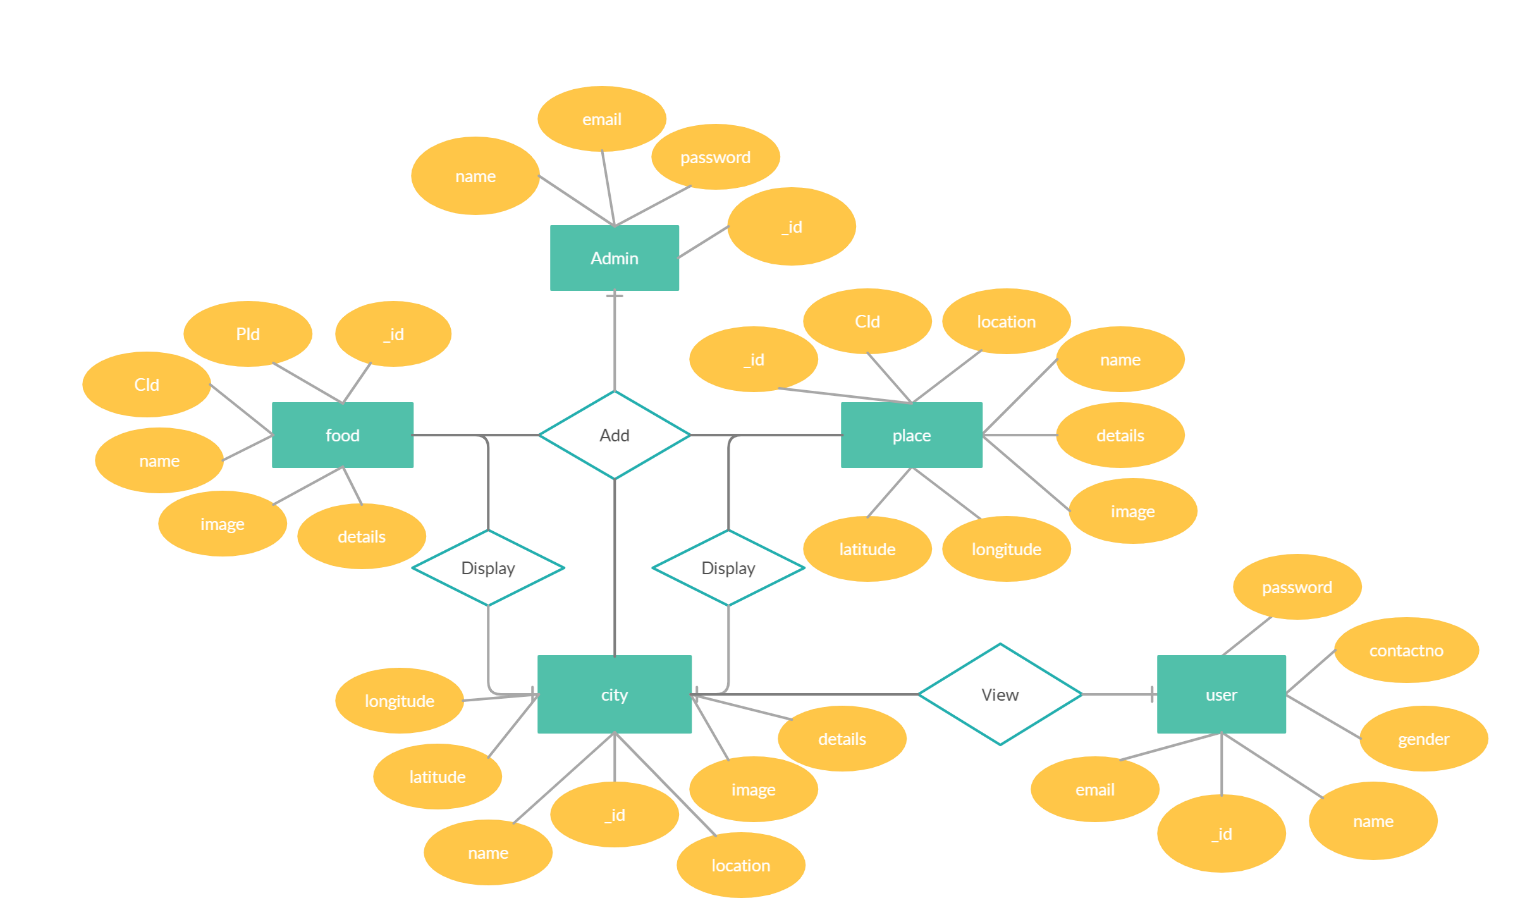 email
password
name
_id
Admin
PId
_id
CId
location
_id
name
CId
food
Add
place
details
name
image
image
details
latitude
longitude
Display
Display
password
contactno
longitude
city
View
user
details
gender
latitude
image
email
_id
name
_id
name
location